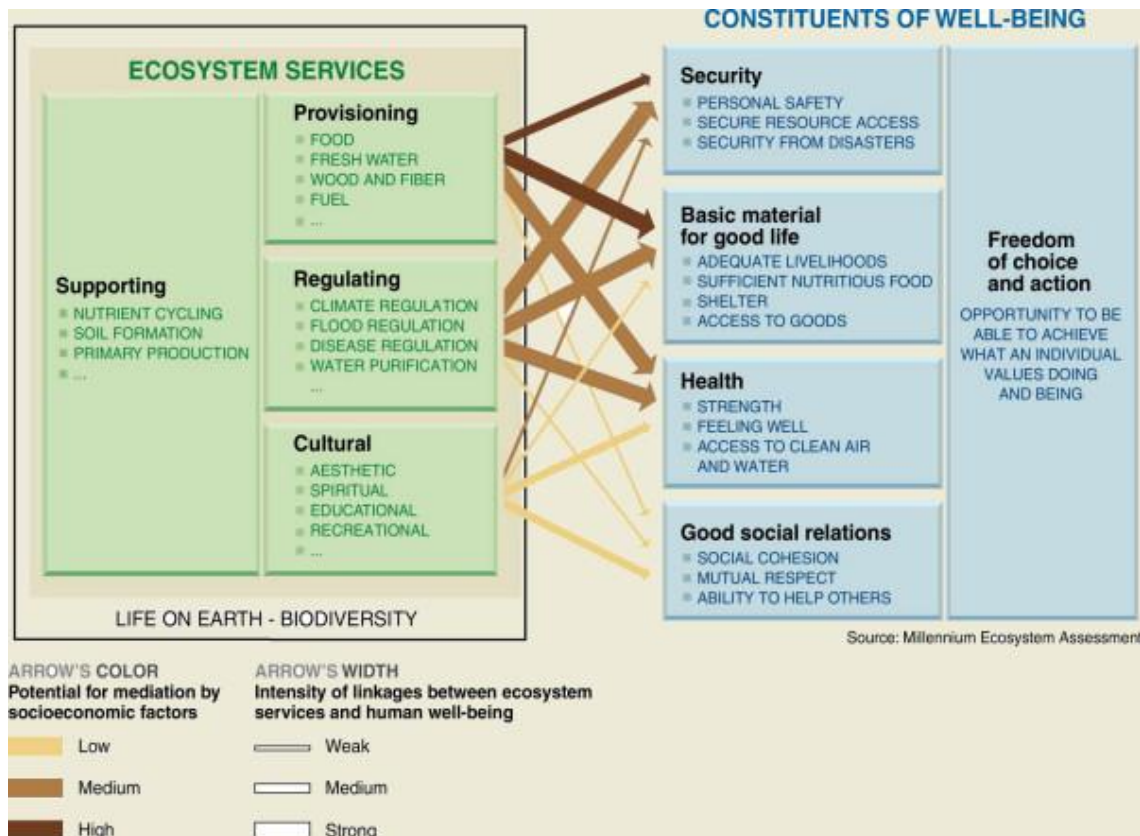 CONSTITUENTS OF WELL-BEING
ECOSYSTEM SERVICES
Supporting
NUTRIENT CYCLING
SOIL FORMATION
PRIMARY PRODUCTION
...
Provisioning
FOOD
FRESH WATER
WOOD AND FIBER
FUEL
...
Regulating
CLIMATE REGULATION
FLOOD REGULATION
DISEASE REGULATION
WATER PURIFICATION
...
Cultural
AESTHETIC
SPIRITUAL
EDUCATIONAL
RECREATIONAL
...
LIFE ON EARTH - BIODIVERSITY
Security
PERSONAL SAFETY
SECURE RESOURCE ACCESS
SECURITY FROM DISASTERS
Basic material
for good life
ADEQUATE LIVELIHOODS
SUFFICIENT NUTRITIOUS FOOD
SHELTER
ACCESS TO GOODS
Health
STRENGTH
FEELING WELL
ACCESS TO CLEAN AIR
AND WATER
Good social relations
SOCIAL COHESION
MUTUAL RESPECT
ABILITY TO HELP OTHERS
Freedom
of choice
and action
OPPORTUNITY TO BE
ABLE TO ACHIEVE
WHAT AN INDIVIDUAL
VALUES DOING
AND BEING
Source: Millennium Ecosystem Assessment
ARROW'S COLOR
Potential for mediation by
socioeconomic factors
Low
Medium
High
ARROW'S WIDTH
Intensity of linkages between ecosystem
services and human well-being
Weak
Medium
Strong